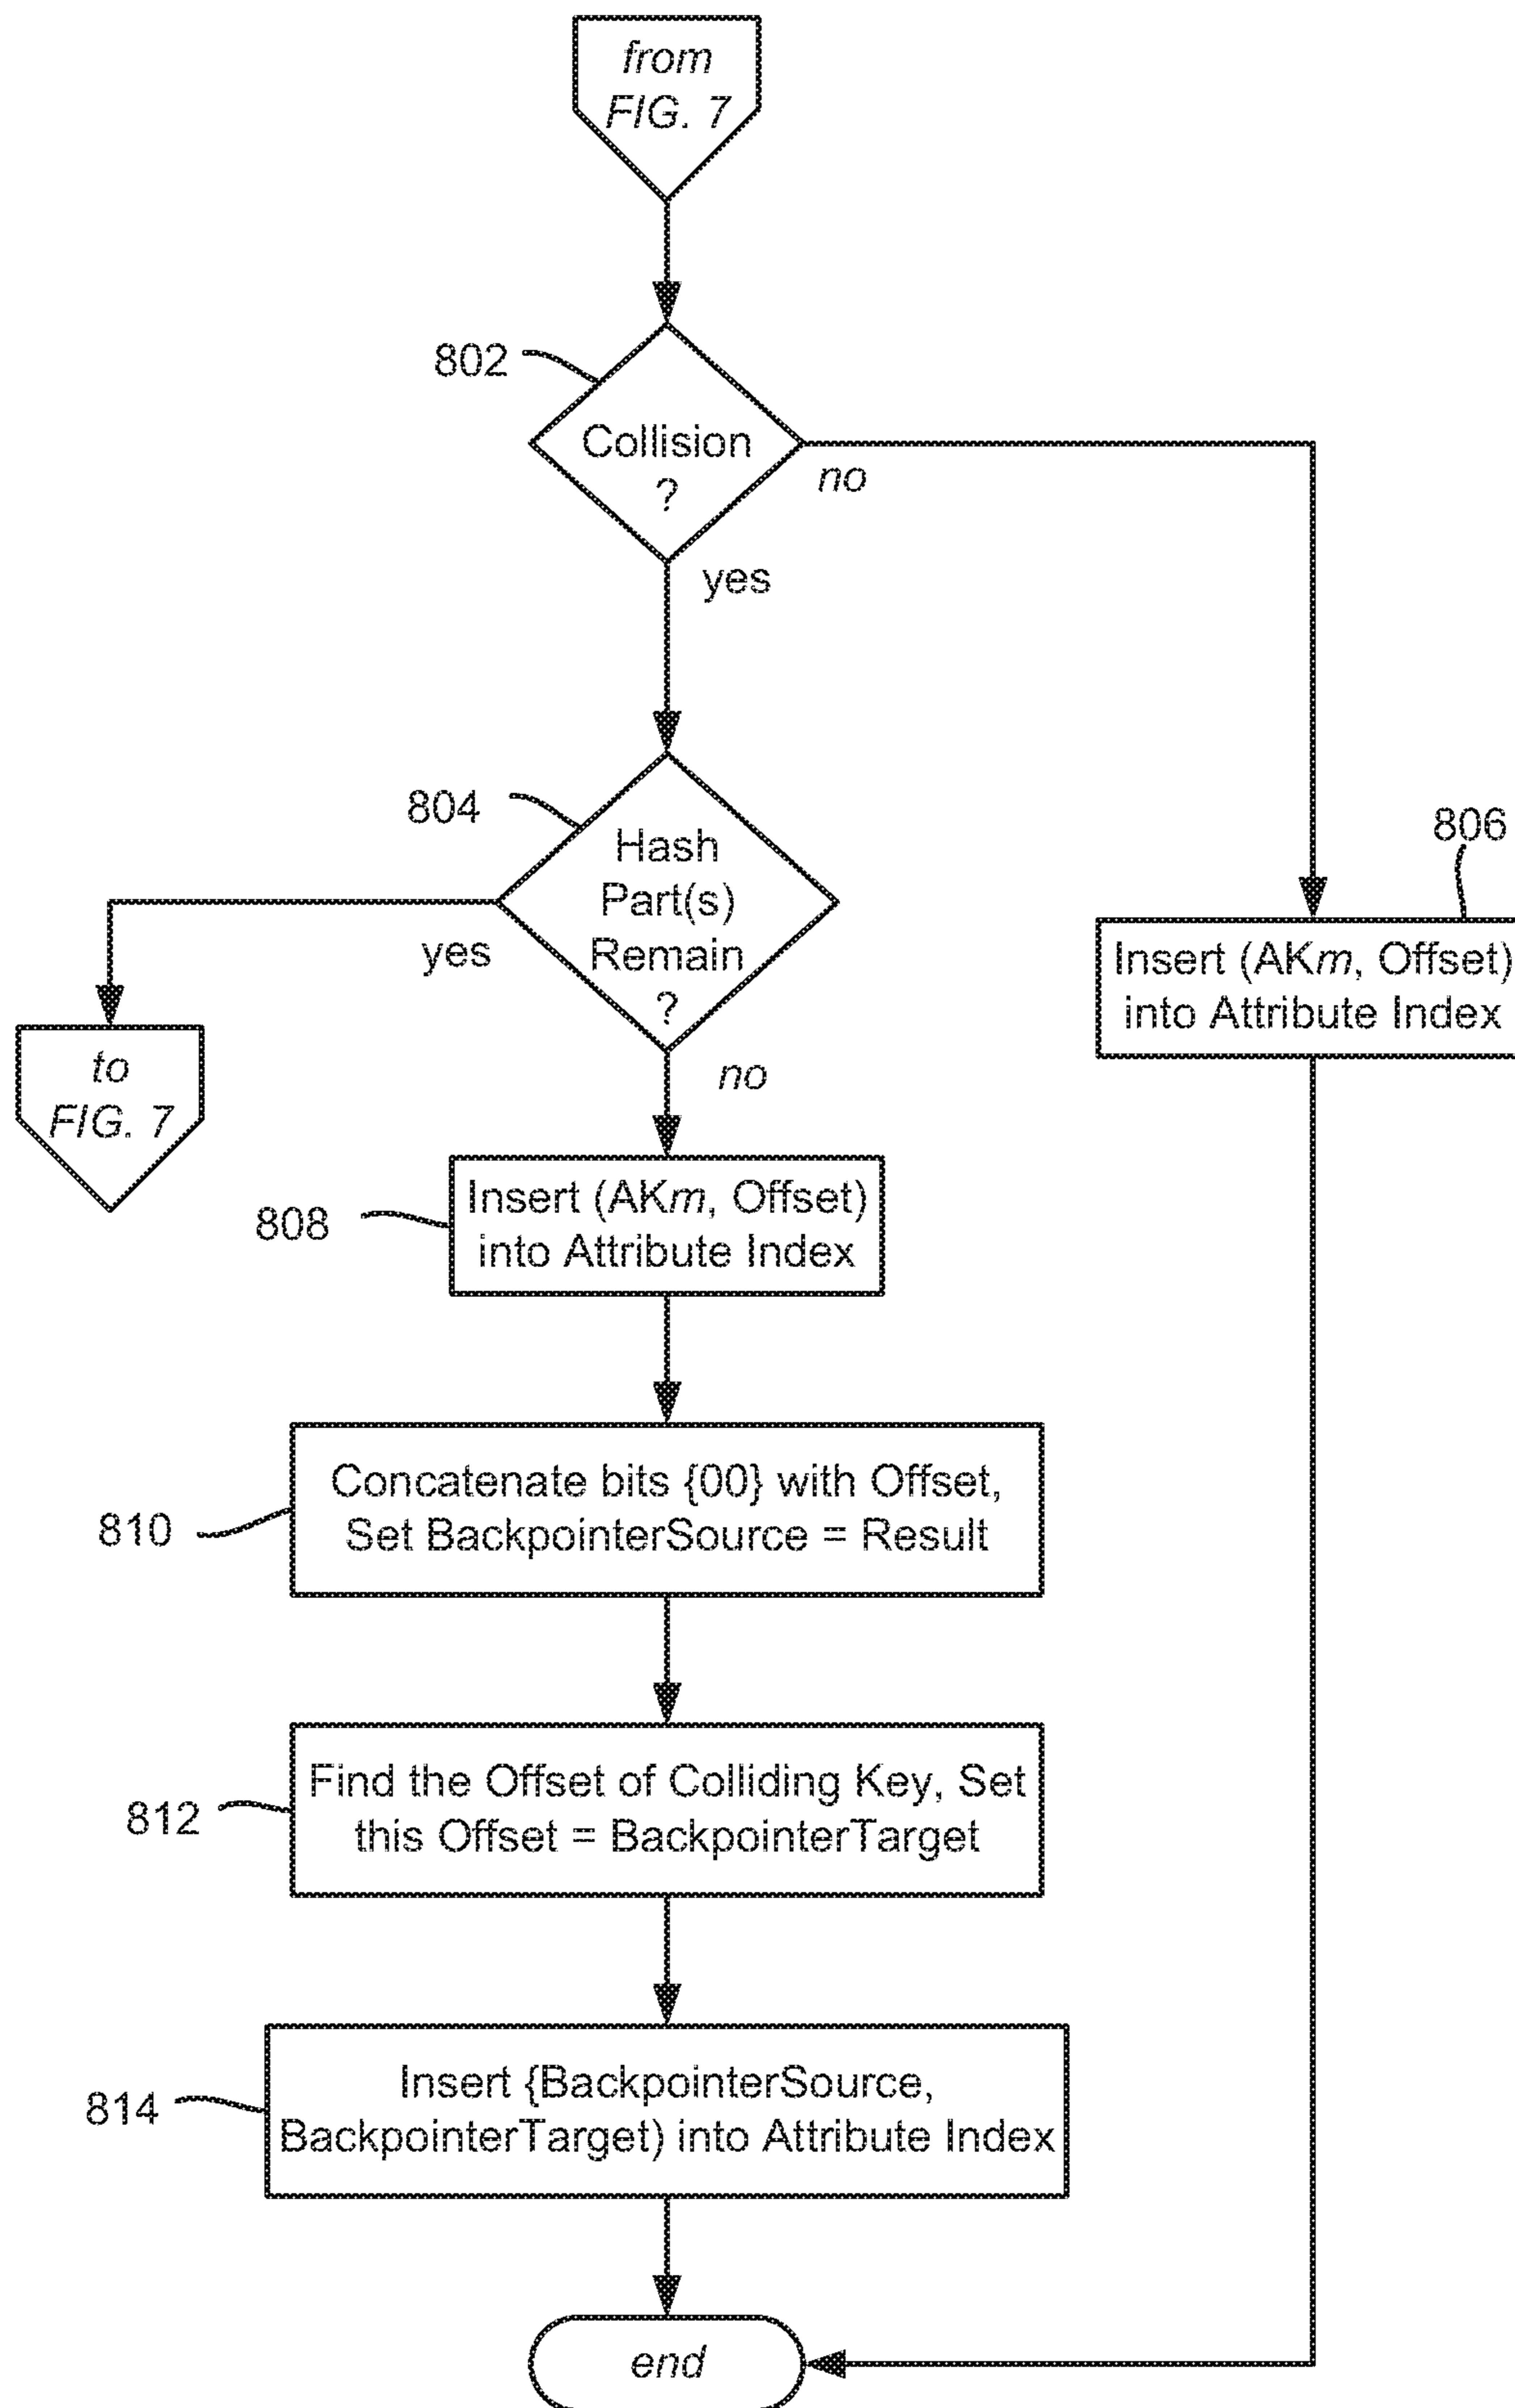 from
FIG. 7
802
Collision
?
no
yes
804
Hash
Part(s)
Remain
?
yes
no
806
Insert (AKm, Offset)
into Attribute Index
to
FIG. 7
808
Insert (AKm, Offset)
into Attribute Index
810
Concatenate bits {00} with Offset,
Set BackpointerSource = Result
812
Find the Offset of Colliding Key, Set
this Offset = BackpointerTarget
814
Insert {BackpointerSource,
BackpointerTarget) into Attribute Index
end